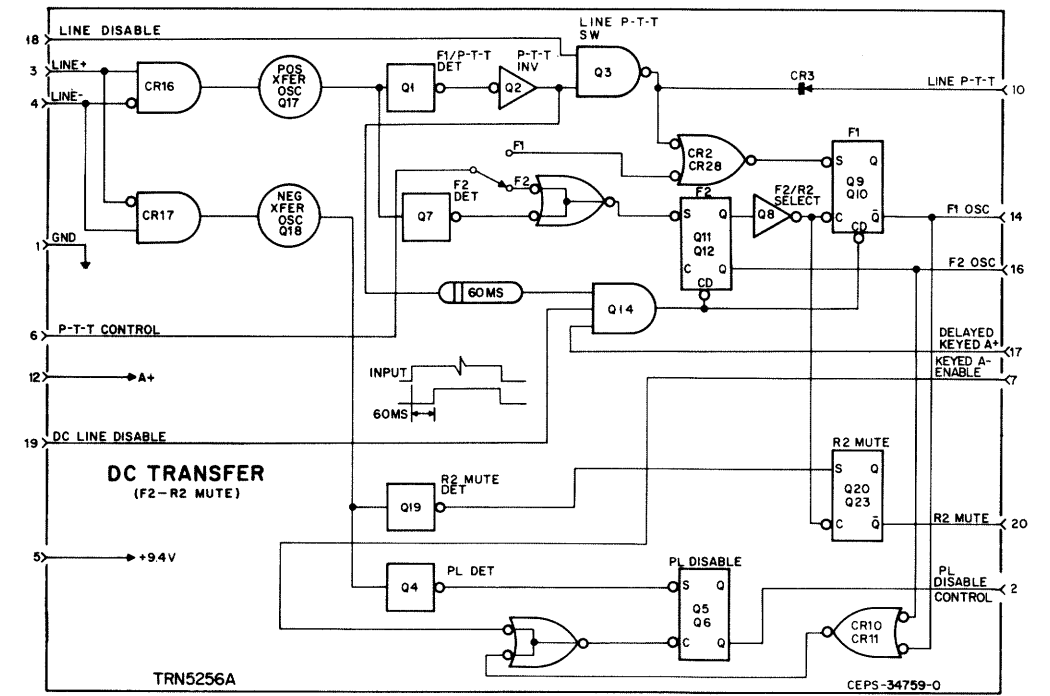 LINE P-T-T
SW
18 LINE DISABLE
3 LINE+
4 LINE-
CR16
POS
XFER
OSC
Q17
F1/P-T-T
DET
Q1
P-T-T
INV
Q2
Q3
CR3
LINE P-T-T
10
F1
CR2
CR28
F1
S Q
Q9
Q10
C Q̅
CD
CR17
NEG
XFER
OSC
Q18
F2
F2
DET
Q7
F2
S Q
Q11
Q12
C Q
CD
F2/R2
SELECT
Q8
F1 OSC
14
1 GND
F2 OSC
16
60MS
Q14
6 P-T-T CONTROL
DELAYED
KEYED A+
17
KEYED A-
ENABLE
7
12 A+
INPUT
60MS
19 DC LINE DISABLE
DC TRANSFER
(F2-R2 MUTE)
R2 MUTE
DET
Q19
R2 MUTE
S Q
Q20
Q23
C Q̅
R2 MUTE
20
5 +9.4V
PL DET
Q4
PL DISABLE
S Q
Q5
Q6
C Q
PL
DISABLE
CONTROL
2
CR10
CR11
TRN5256A
CEPS-34759-O